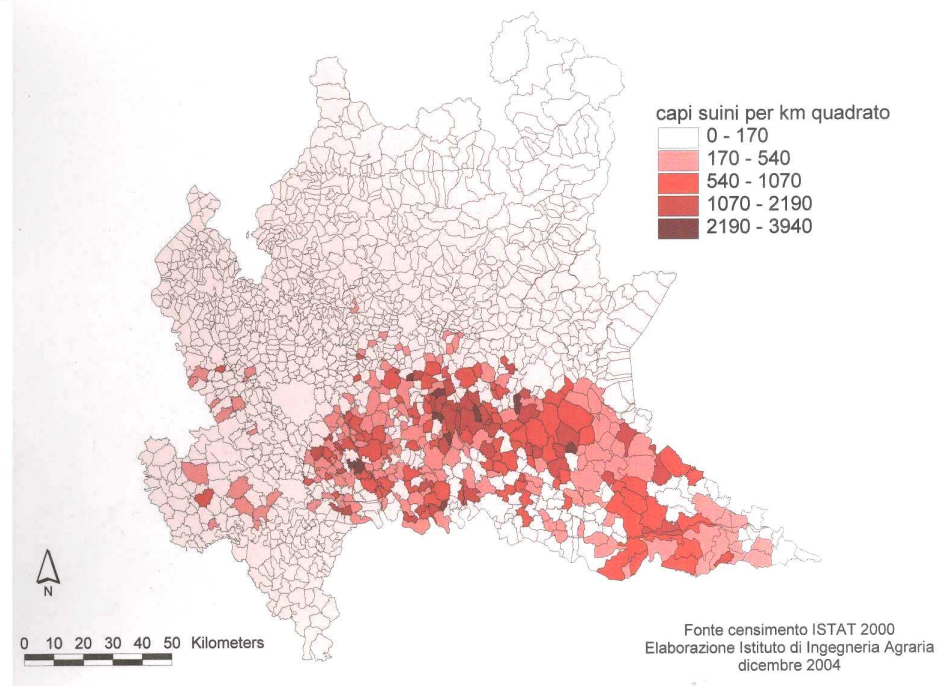 capi suini per km quadrato
0 - 170
170 - 540
540 - 1070
1070 - 2190
2190 - 3940
N
0 10 20 30 40 50 Kilometers
Fonte censimento ISTAT 2000
Elaborazione Istituto di Ingegneria Agraria
dicembre 2004